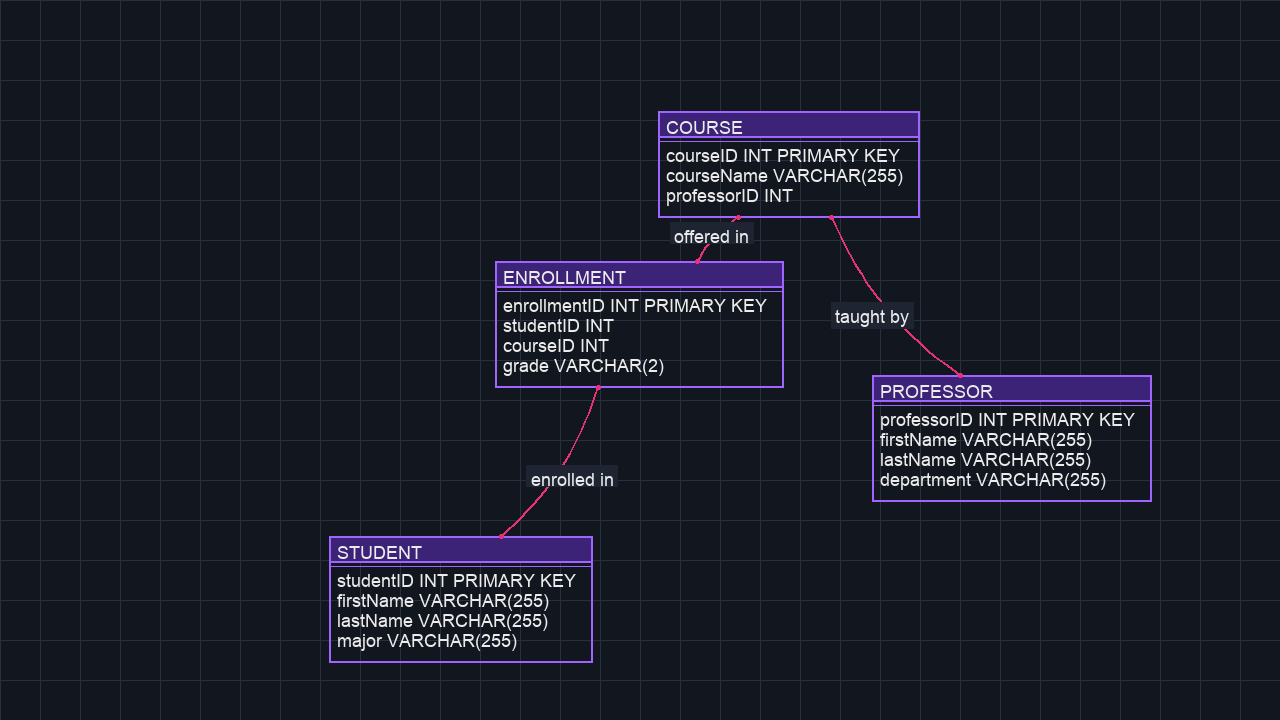 COURSE
courseID INT PRIMARY KEY
courseName VARCHAR(255)
professorID INT
offered in
ENROLLMENT
enrollmentID INT PRIMARY KEY
studentID INT
courseID INT
grade VARCHAR(2)
taught by
PROFESSOR
professorID INT PRIMARY KEY
firstName VARCHAR(255)
lastName VARCHAR(255)
department VARCHAR(255)
enrolled in
STUDENT
studentID INT PRIMARY KEY
firstName VARCHAR(255)
lastName VARCHAR(255)
major VARCHAR(255)